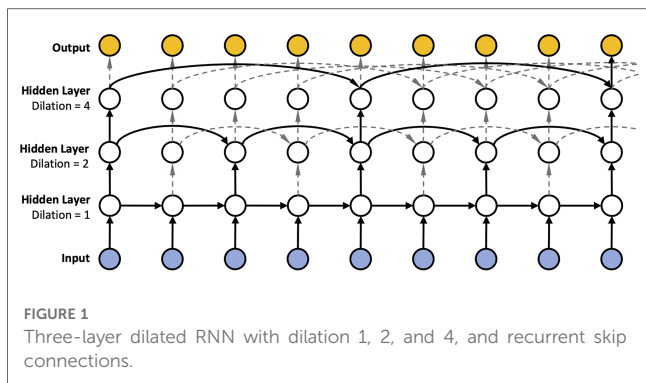 Output
Hidden Layer
Dilation = 4
Hidden Layer
Dilation = 2
Hidden Layer
Dilation = 1
Input
FIGURE 1
Three-layer dilated RNN with dilation 1, 2, and 4, and recurrent skip
connections.